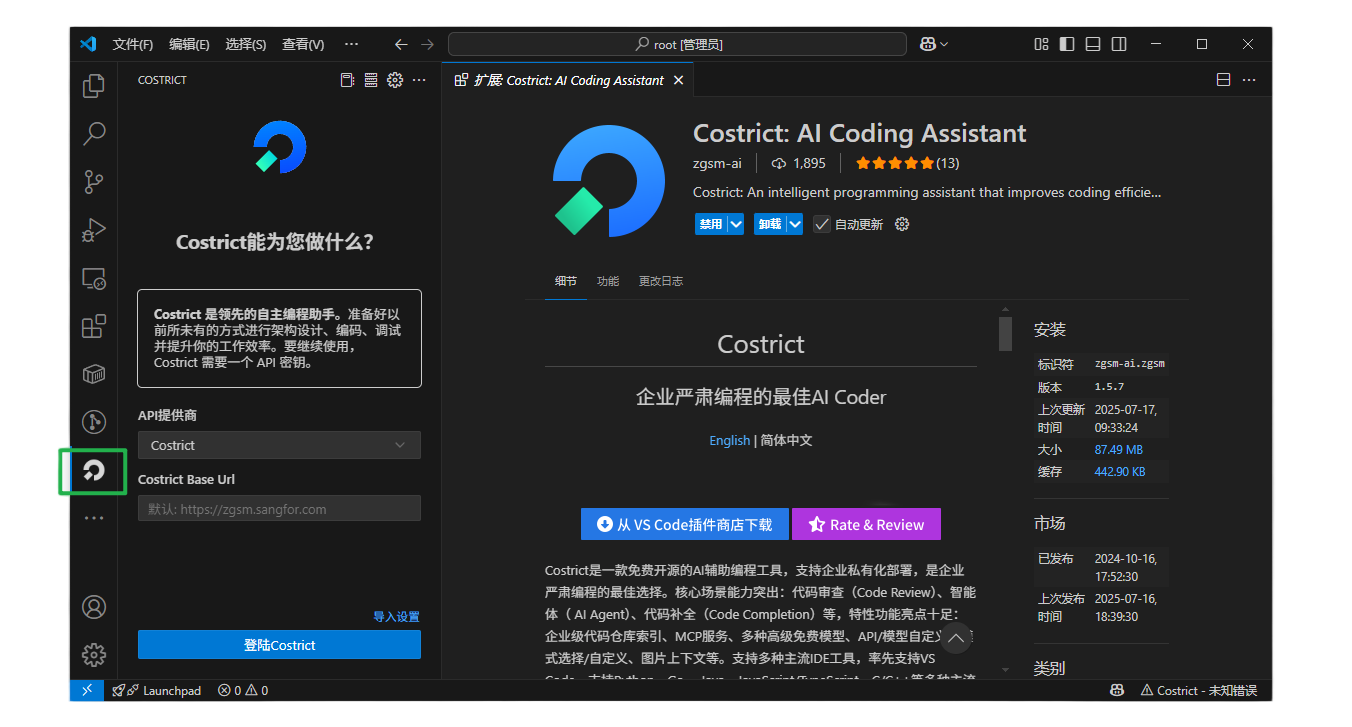 文件(F) 编辑(E) 选择(S) 查看(V) ··· root [管理员]
COSTRICT
Costrict能为您做什么？
Costrict 是领先的自主编程助手。准备好以
前所未有的方式进行架构设计、编码、调试
并提升你的工作效率。要继续使用，
Costrict 需要一个 API 密钥。
API提供商
Costrict
Costrict Base Url
默认: https://zgsm.sangfor.com
导入设置
登陆Costrict
扩展: Costrict: AI Coding Assistant
Costrict: AI Coding Assistant
zgsm-ai 1,895 (13)
Costrict: An intelligent programming assistant that improves coding efficie...
禁用 卸载 自动更新
细节 功能 更改日志
Costrict
企业严肃编程的最佳AI Coder
English | 简体中文
从 VS Code插件商店下载 Rate & Review
Costrict是一款免费开源的AI辅助编程工具，支持企业私有化部署，是企业
严肃编程的最佳选择。核心场景能力突出：代码审查（Code Review）、智能
体（ AI Agent）、代码补全（Code Completion）等，特性功能亮点十足：
企业级代码仓库索引、MCP服务、多种高级免费模型、API/模型自定义
式选择/自定义、图片上下文等。支持多种主流IDE工具，率先支持VS
安装
标识符 zgsm-ai.zgsm
版本 1.5.7
上次更新 2025-07-17,
时间 09:33:24
大小 87.49 MB
缓存 442.90 KB
市场
已发布 2024-10-16,
17:52:30
上次发布 2025-07-16,
时间 18:39:30
类别
Launchpad 0 0 Costrict - 未知错误